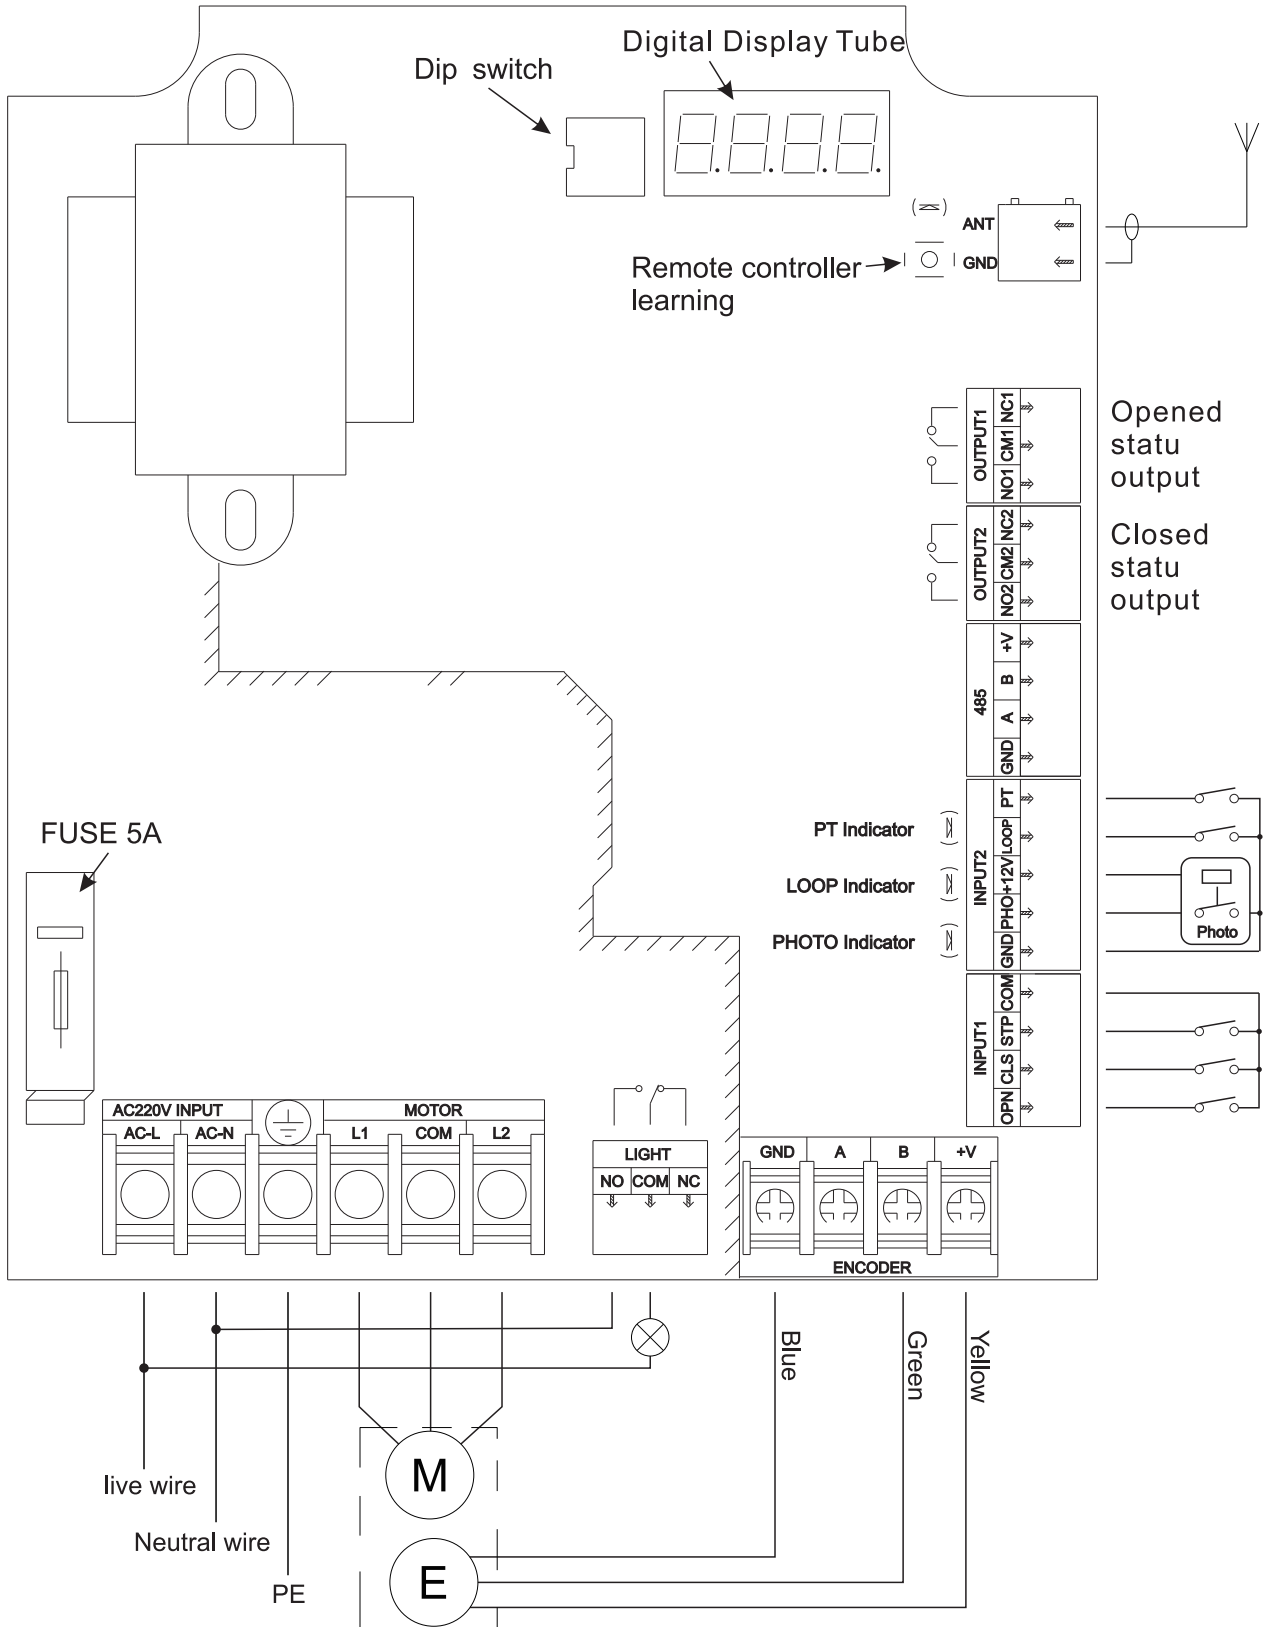 Digital Display Tube
Dip switch
ANT
GND
Remote controller
learning
OUTPUT1
NC1
CM1
NO1
Opened
statu
output
OUTPUT2
NC2
CM2
NO2
Closed
statu
output
485
+V
B
A
GND
FUSE 5A
PT Indicator
LOOP Indicator
PHOTO Indicator
INPUT2
PT
LOOP
+12V
PHO
GND
Photo
INPUT1
COM
STP
CLS
OPN
AC220V INPUT
MOTOR
AC-L
AC-N
L1
COM
L2
LIGHT
NO
COM
NC
GND
A
B
+V
ENCODER
Blue
Green
Yellow
M
live wire
Neutral wire
E
PE